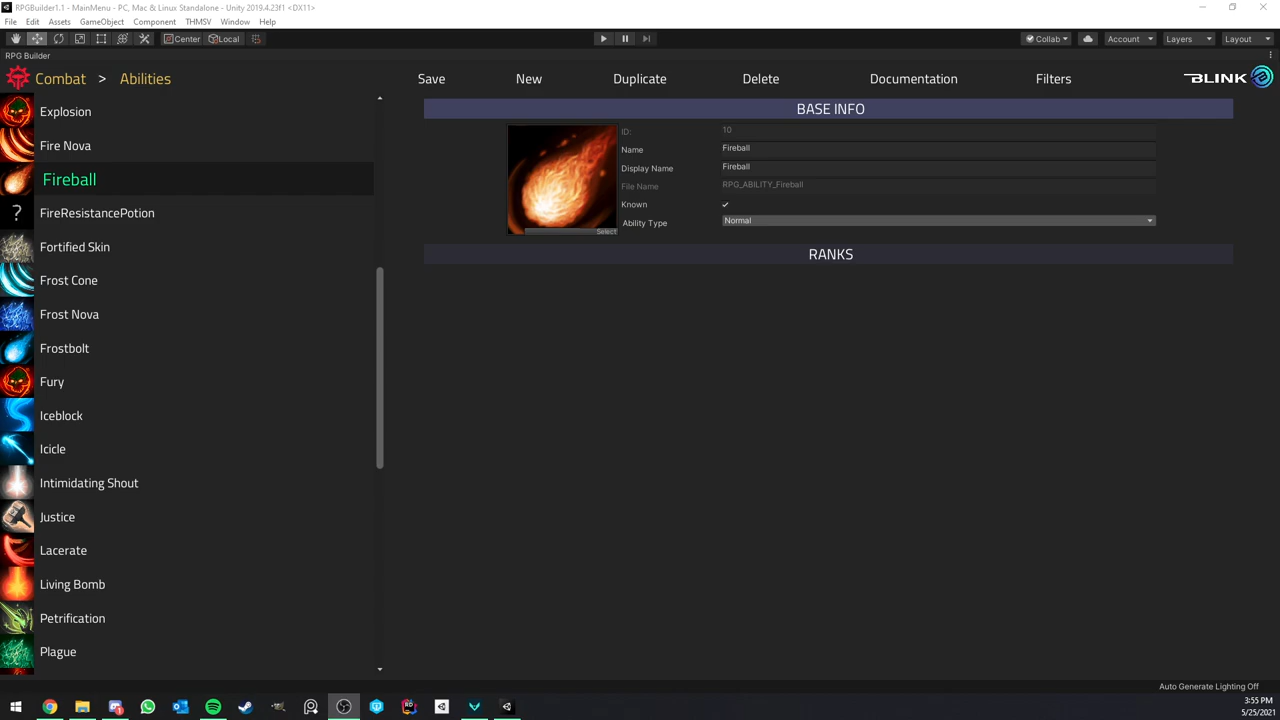 RPGBuilder1.1 - MainMenu - PC, Mac & Linux Standalone - Unity 2019.4.23f1 <DX11>
File Edit Assets GameObject Component THMSV Window Help
Center Local Collab Account Layers Layout
RPG Builder
Combat > Abilities Save New Duplicate Delete Documentation Filters BLINK
Explosion
Fire Nova
Fireball
FireResistancePotion
Fortified Skin
Frost Cone
Frost Nova
Frostbolt
Fury
Iceblock
Icicle
Intimidating Shout
Justice
Lacerate
Living Bomb
Petrification
Plague
BASE INFO
Select
ID: 10
Name Fireball
Display Name Fireball
File Name RPG_ABILITY_Fireball
Known
Ability Type Normal
RANKS
Auto Generate Lighting Off
3:55 PM
5/25/2021